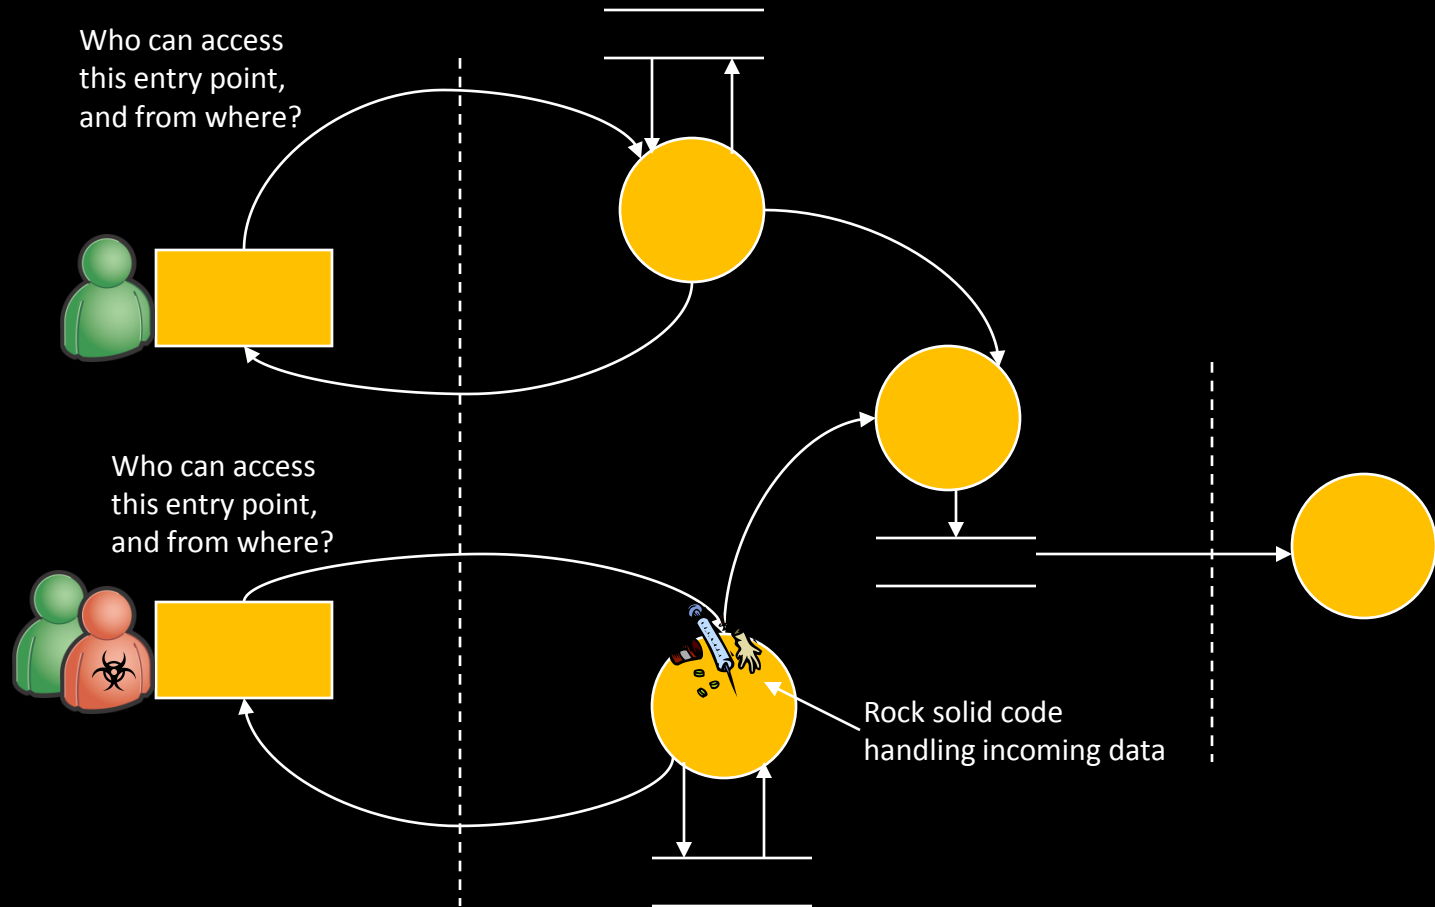 Who can access
this entry point,
and from where?
Who can access
this entry point,
and from where?
Rock solid code
handling incoming data